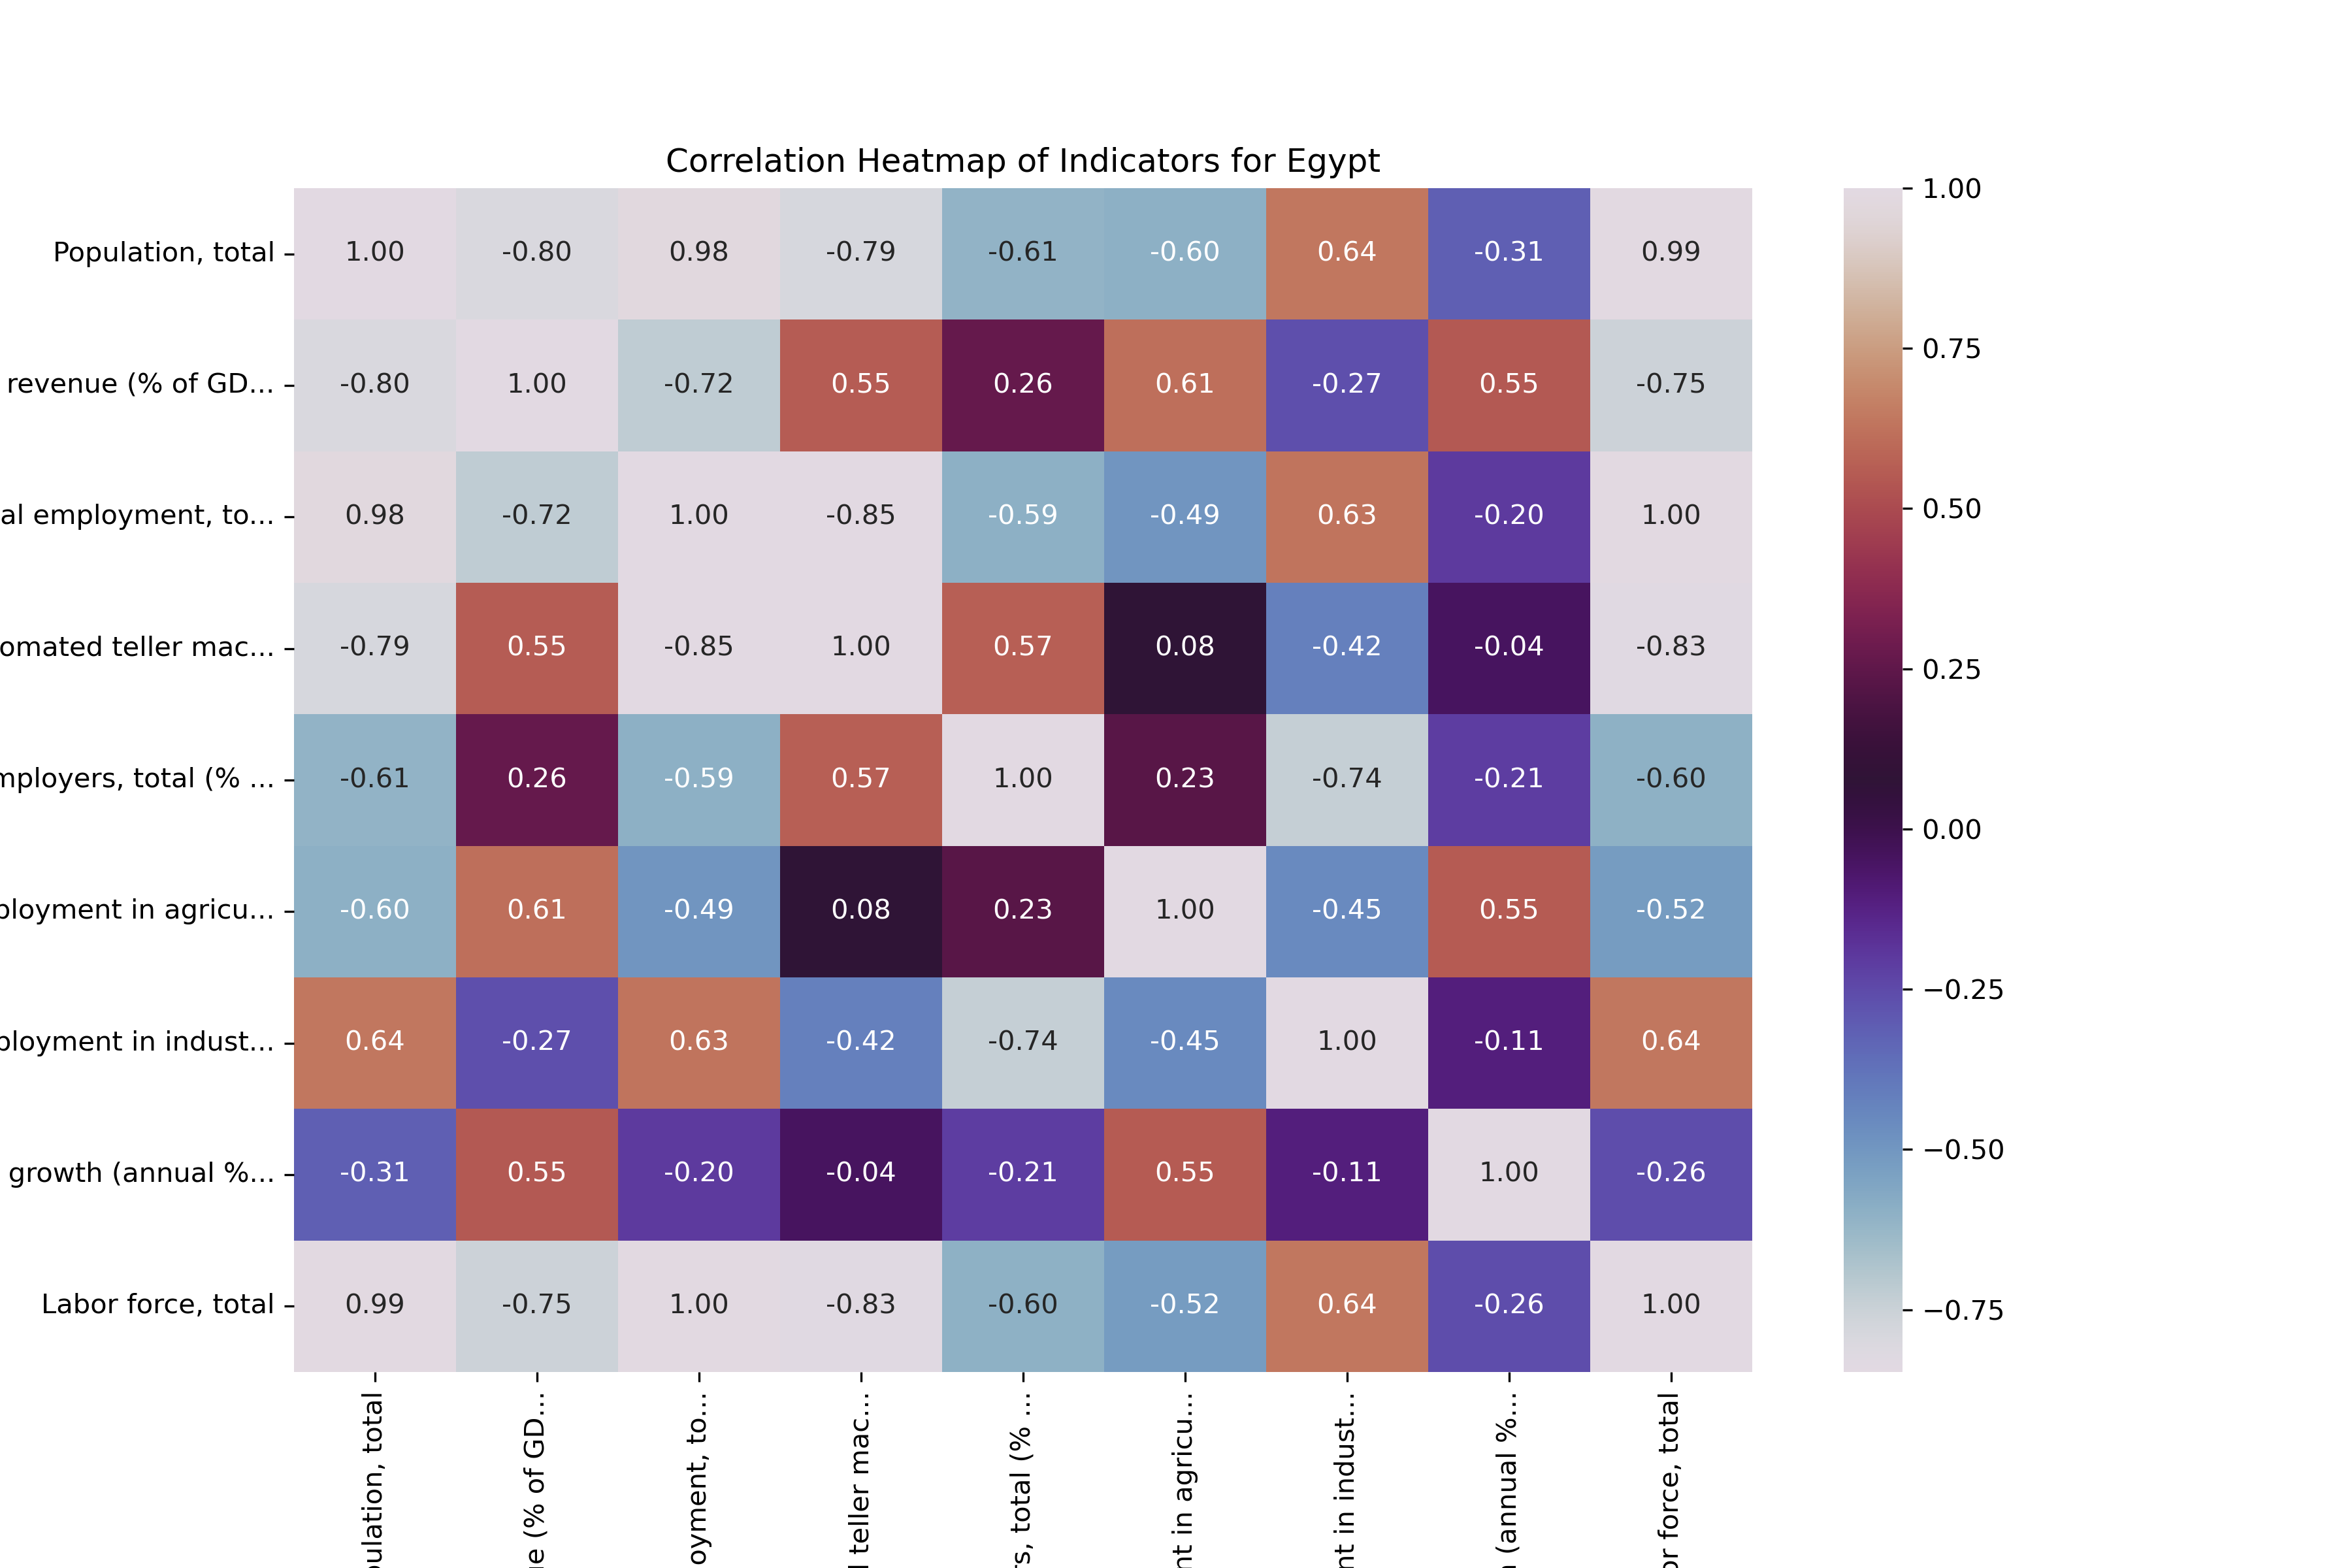 Correlation Heatmap of Indicators for Egypt
Population, total 1.00 -0.80 0.98 -0.79 -0.61 -0.60 0.64 -0.31 0.99
revenue (% of GD... -0.80 1.00 -0.72 0.55 0.26 0.61 -0.27 0.55 -0.75
al employment, to... 0.98 -0.72 1.00 -0.85 -0.59 -0.49 0.63 -0.20 1.00
omated teller mac... -0.79 0.55 -0.85 1.00 0.57 0.08 -0.42 -0.04 -0.83
mployers, total (% ... -0.61 0.26 -0.59 0.57 1.00 0.23 -0.74 -0.21 -0.60
ployment in agricu... -0.60 0.61 -0.49 0.08 0.23 1.00 -0.45 0.55 -0.52
ployment in indust... 0.64 -0.27 0.63 -0.42 -0.74 -0.45 1.00 -0.11 0.64
growth (annual %... -0.31 0.55 -0.20 -0.04 -0.21 0.55 -0.11 1.00 -0.26
Labor force, total 0.99 -0.75 1.00 -0.83 -0.60 -0.52 0.64 -0.26 1.00
pulation, total
ue (% of GD...
oyment, to...
l teller mac...
rs, total (% ...
nt in agricu...
nt in indust...
(annual %...
or force, total
1.00
0.75
0.50
0.25
0.00
−0.25
−0.50
−0.75